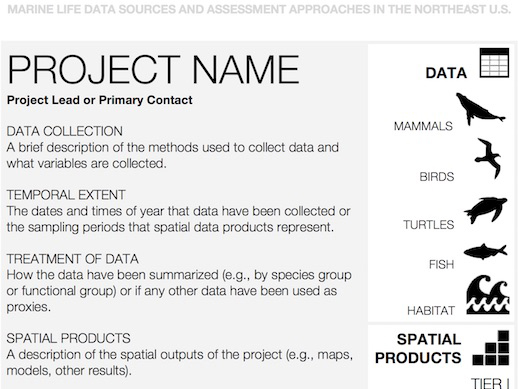 MARINE LIFE DATA SOURCES AND ASSESSMENT APPROACHES IN THE NORTHEAST U.S.
PROJECT NAME
Project Lead or Primary Contact
DATA COLLECTION
A brief description of the methods used to collect data and
what variables are collected.
TEMPORAL EXTENT
The dates and times of year that data have been collected or
the sampling periods that spatial data products represent.
TREATMENT OF DATA
How the data have been summarized (e.g., by species group
or functional group) or if any other data have been used as
proxies.
SPATIAL PRODUCTS
A description of the spatial outputs of the project (e.g., maps,
models, other results).
DATA
MAMMALS
BIRDS
TURTLES
FISH
HABITAT
SPATIAL
PRODUCTS
TIER I